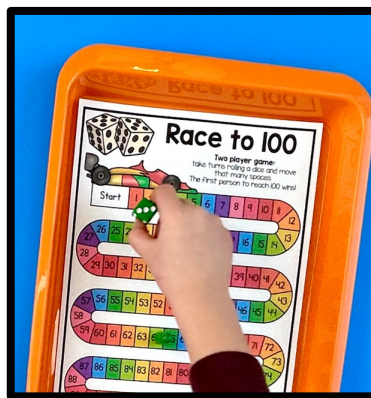 Race to 100
Two player game:
take turns rolling a dice and move
that many spaces.
The first person to reach 100 wins!
Start 1 5 6 7 8 9 10 11
12
13
14
15
16
26 25
27
28
29 30 31 32 39 40 41
42
43
44
45
46
52 53 54 55 56
57
58
59 60 61 62 63 71
72
73
80 81 82 83 84 85 86
87
88